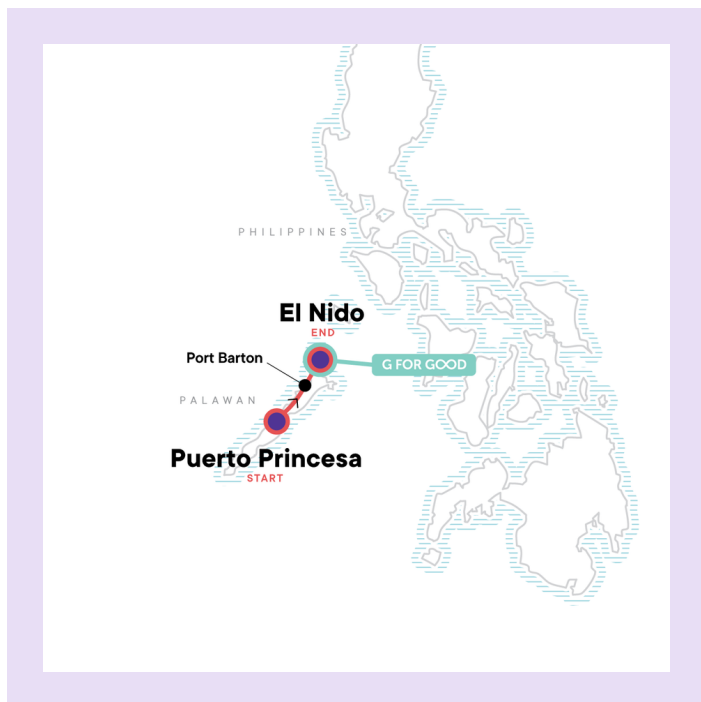 PHILIPPINES
El Nido
END
Port Barton
G FOR GOOD
PALAWAN
Puerto Princesa
START